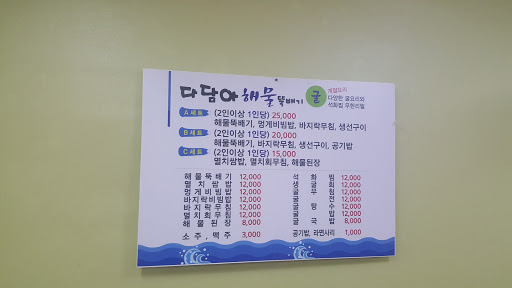 다담아 해물뚝배기
굴
계절요리
다양한 굴요리와
석화찜 무한리필
A세트 (2인이상 1인당) 25,000
해물뚝배기, 멍게비빔밥, 바지락무침, 생선구이
B세트 (2인이상 1인당) 20,000
해물뚝배기, 바지락무침, 생선구이, 공기밥
C세트 (2인이상 1인당) 15,000
멸치쌈밥, 멸치회무침, 해물된장
해물뚝배기 12,000
멸치쌈밥 12,000
멍게비빔밥 12,000
바지락비빔밥 12,000
바지락무침 12,000
멸치회무침 12,000
해물된장 8,000
소주, 맥주 3,000
석화찜 12,000
생굴회 12,000
굴무침 12,000
굴전 12,000
굴탕수 12,000
굴국밥 8,000
공기밥, 라면사리 1,000